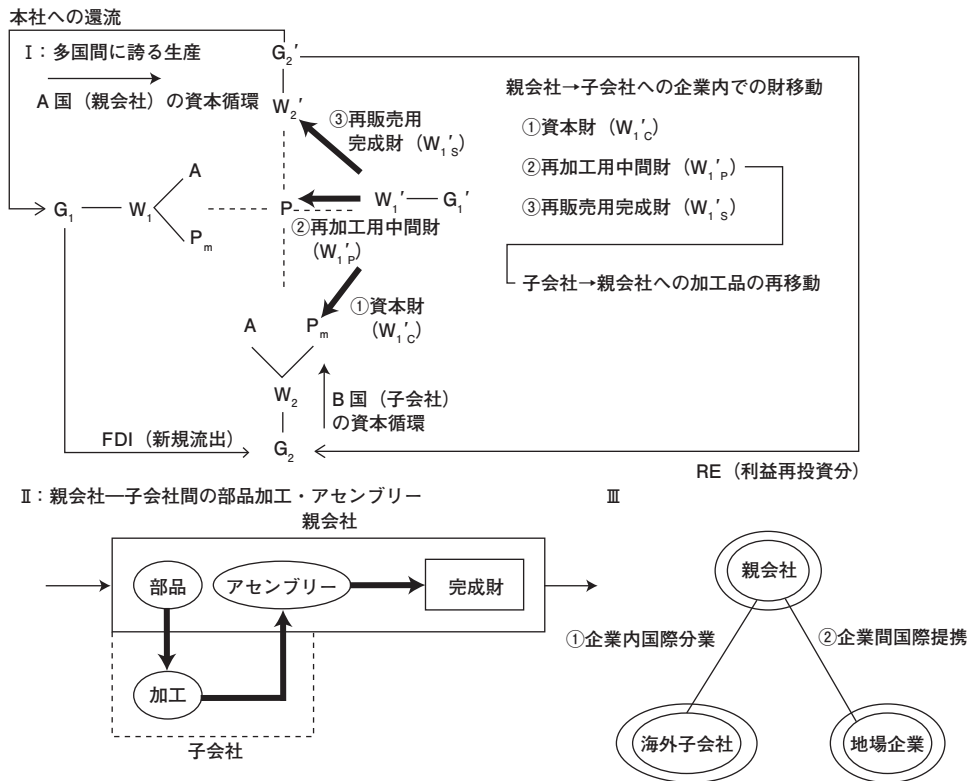 本社への還流
Ⅰ：多国間に誇る生産
A 国（親会社）の資本循環
G₂′
W₂′
③再販売用
完成財（W₁′S）
A
G₁
W₁
Pm
P
W₁′
G₁′
②再加工用中間財
（W₁′P）
①資本財
（W₁′C）
A
Pm
W₂
G₂
B 国（子会社）
の資本循環
FDI（新規流出）
RE（利益再投資分）
親会社→子会社への企業内での財移動
①資本財（W₁′C）
②再加工用中間財（W₁′P）
③再販売用完成財（W₁′S）
子会社→親会社への加工品の再移動
Ⅱ：親会社―子会社間の部品加工・アセンブリー
親会社
部品
アセンブリー
完成財
加工
子会社
Ⅲ
親会社
①企業内国際分業
②企業間国際提携
海外子会社
地場企業